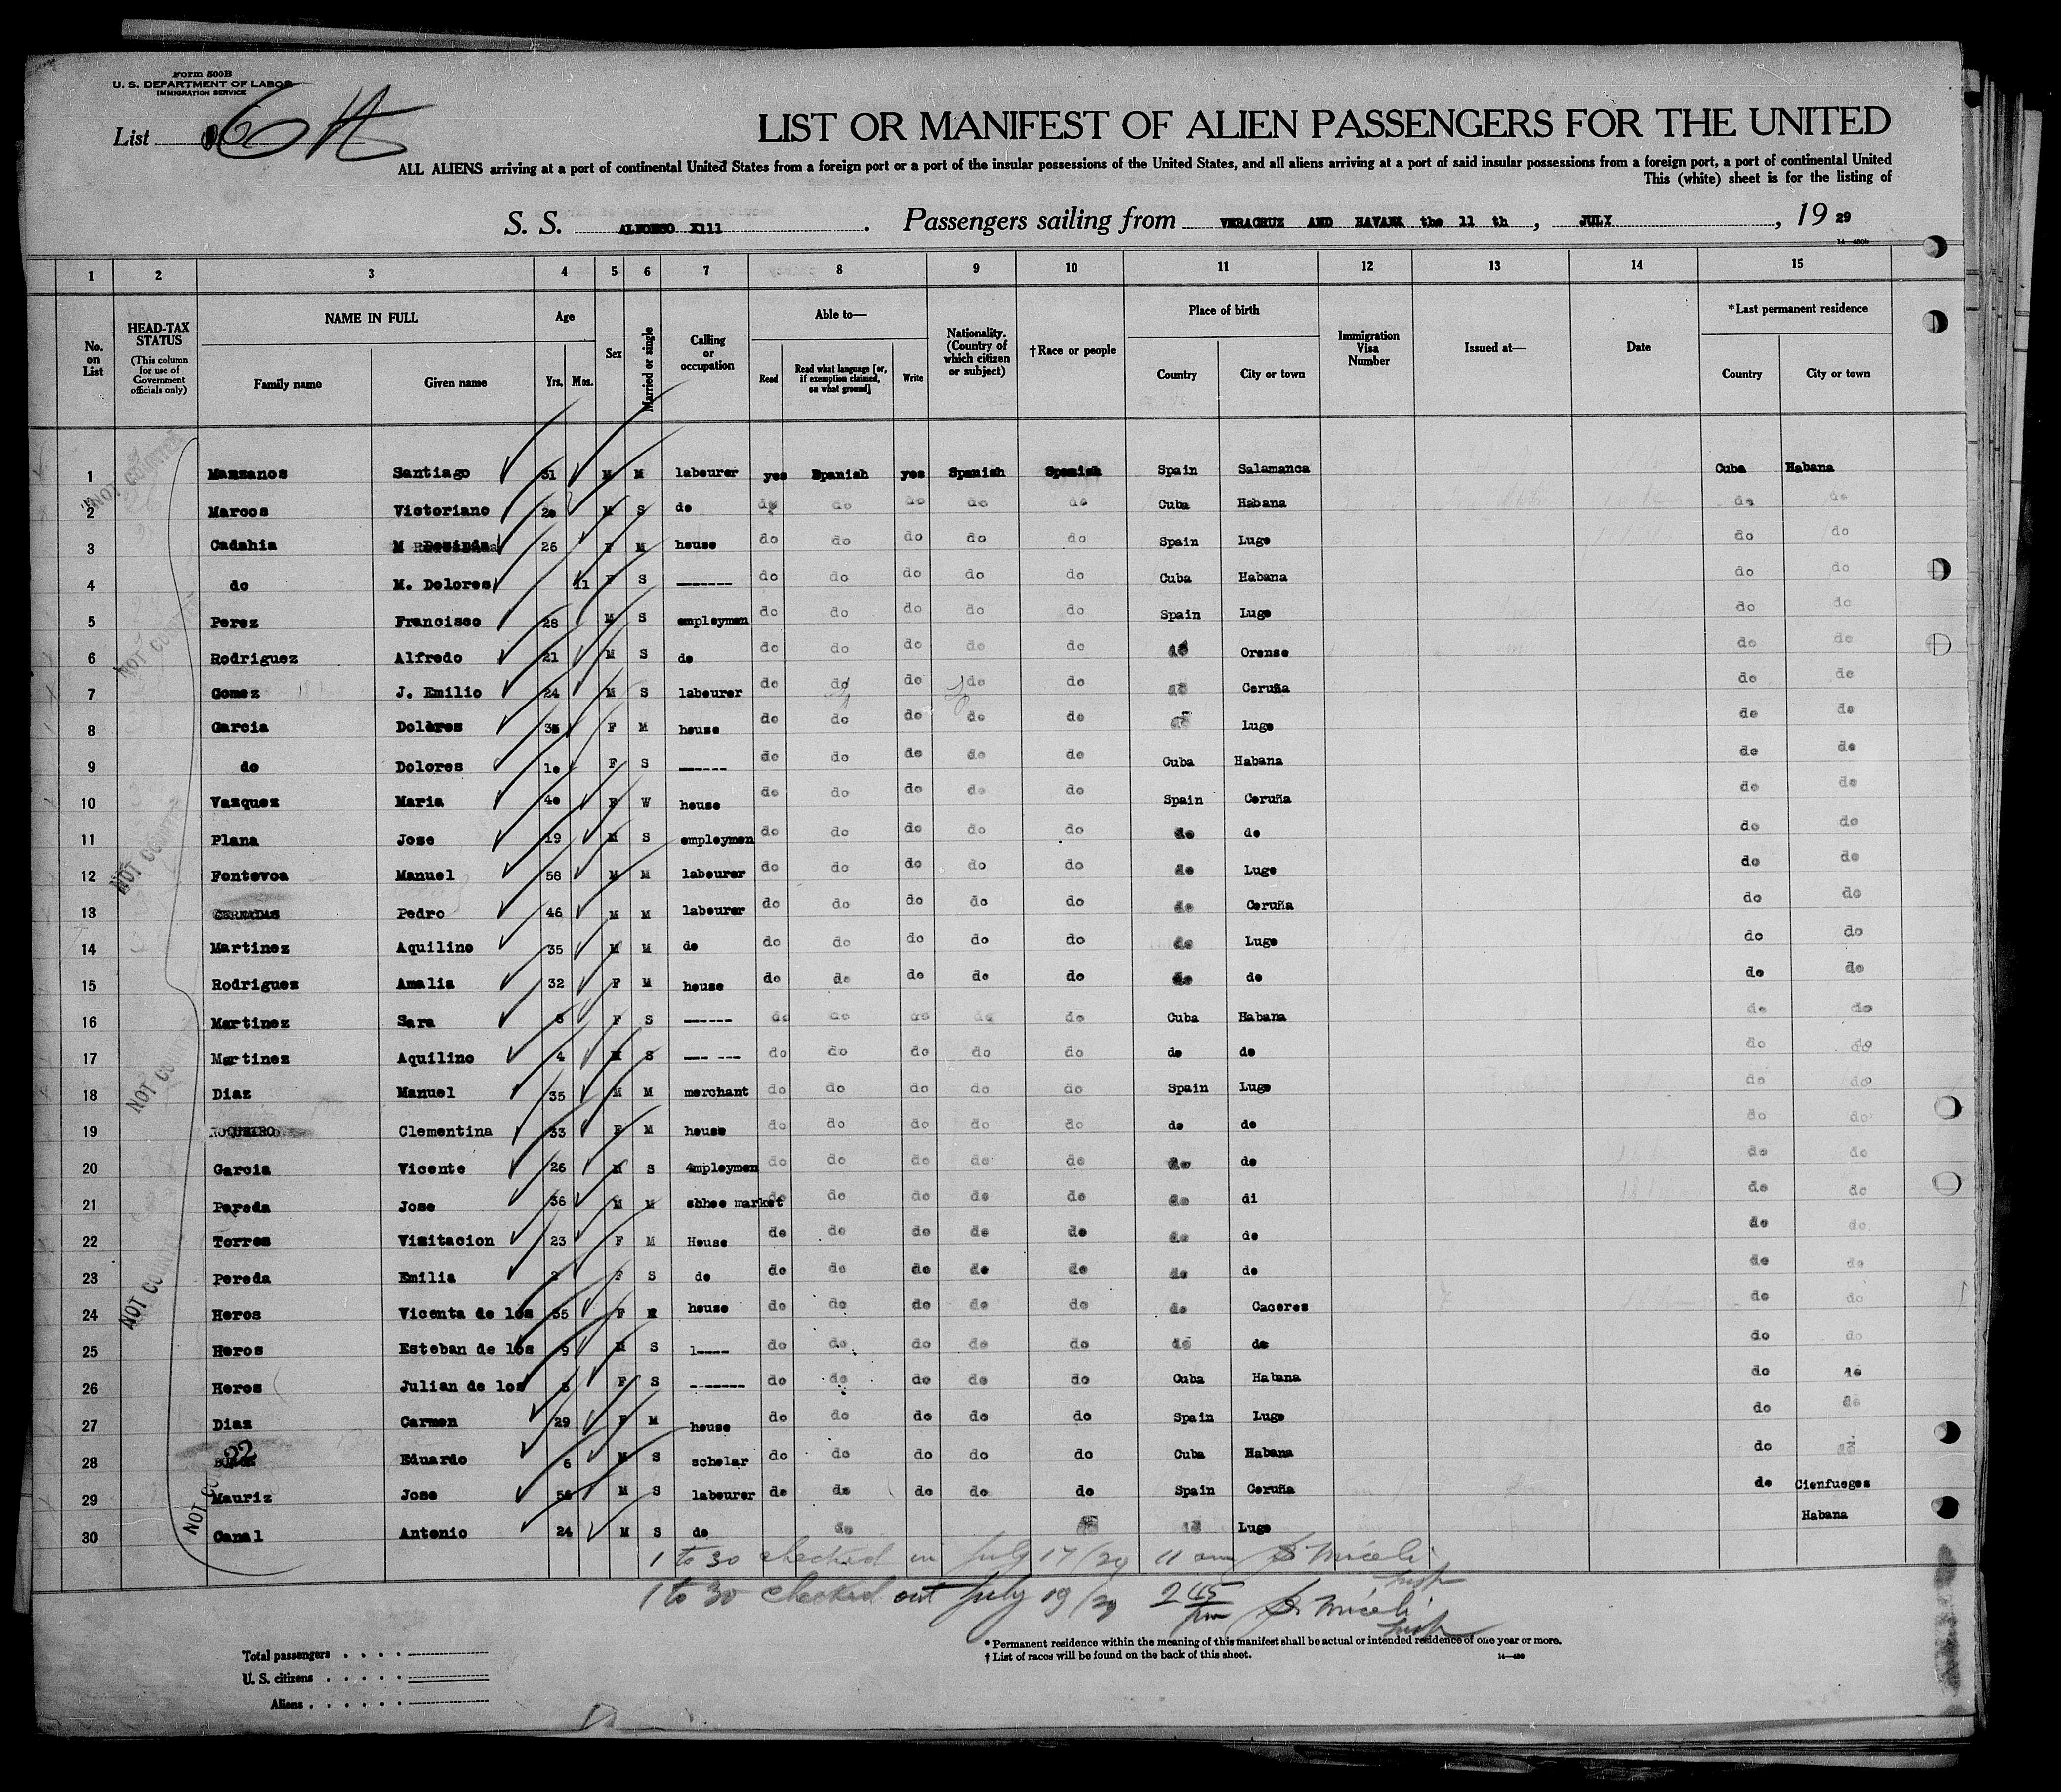 Form 500B
U. S. DEPARTMENT OF LABOR
IMMIGRATION SERVICE
List
LIST OR MANIFEST OF ALIEN PASSENGERS FOR THE UNITED
ALL ALIENS arriving at a port of continental United States from a foreign port or a port of the insular possessions of the United States, and all aliens arriving at a port of said insular possessions from a foreign port, a port of continental United
This (white) sheet is for the listing of
S. S. ALFONSO X111. Passengers sailing from VERACRUZ AND HAVANA the 11 th, JULY, 19 29
1 2 3 4 5 6 7 8 9 10 11 12 13 14 15
No. on List
HEAD-TAX STATUS (This column for use of Government officials only)
NAME IN FULL Family name Given name
Age Yrs. Mos.
Sex
Married or single
Calling or occupation
Able to— Read Read what language [or, if exemption claimed, on what ground] Write
Nationality. (Country of which citizen or subject)
†Race or people
Place of birth Country City or town
Immigration Visa Number
Issued at—
Date
*Last permanent residence Country City or town
1 Manzanos Santiago 31 M M labourer yes Spanish yes Spanish Spanish Spain Salamanca Cuba Habana
2 Marcos Victoriano 2o M S do do do do do Cuba Habana do do
3 Cadahia M 26 F M house do do do do do Spain Lugo do do
4 do M. Dolores 11 F S ------- do do do do do Cuba Habana do do
5 Perez Francisco 28 M S employmen do do do do do Spain Lugo do do
6 Rodriguez Alfredo 21 M S do do do do do do do Orense do do
7 Gomez J. Emilio 24 M S labourer do do do do do do Coruña do do
8 Garcia Dolores F M house do do do do do do Lugo do do
9 do Dolores 1o F S ------ do do do do do Cuba Habana do do
10 Vazquez Maria 4o F W house do do do do do Spain Coruña do do
11 Plana Jose 19 M S employmen do do do do do do do do do
12 Fontevoa Manuel 58 M M labourer do do do do do do Lugo do do
13 CERNADAS Pedro 46 M M labourer do do do do do do Coruña do do
14 Martinez Aquilino 35 M M do do do do do do do Lugo do do
15 Rodriguez Amalia 32 F M house do do do do do do do do do
16 Martinez Sara 6 F S ------ do do do do do Cuba Habana do do
17 Martinez Aquilino 4 M S --- --- do do do do do do do do do
18 Diaz Manuel 35 M M merchant do do do do do Spain Lugo do do
19 Clementina 33 F M house do do do do do do do do do
20 Garcia Vicente 26 M S 4mploymen do do do do do do do do do
21 Pereda Jose 36 M M shhoe market do do do do do do di do do
22 Torres Visitacion 23 F M House do do do do do do do do do
23 Pereda Emilia F S do do do do do do do do do do
24 Heros Vicenta de los 35 F house do do do do do do Caceres do do
25 Heros Esteban de los 9 M S 1---- do do do do do do do do do
26 Heros Julian de los F S ------- do do do do do Cuba Habana do do
27 Diaz Carmen 29 F M house do do do do do Spain Lugo do do
28 22 Eduardo 6 M S scholar do do do do do Cuba Habana do do
29 Mauriz Jose M S labourer do do do do do Spain Coruña do Cienfuegos
30 Canal Antonio 24 M S do do Lugo Habana
NOT COUNTED
1 to 30 checked in July 17/29 11 am S. Miceli Insp
1 to 30 checked out July 19/29 2 45 pm S. Miceli Insp
Total passengers . . . .
U. S. citizens . . . . .
Aliens . . . . . .
* Permanent residence within the meaning of this manifest shall be actual or intended residence of one year or more.
† List of races will be found on the back of this sheet.